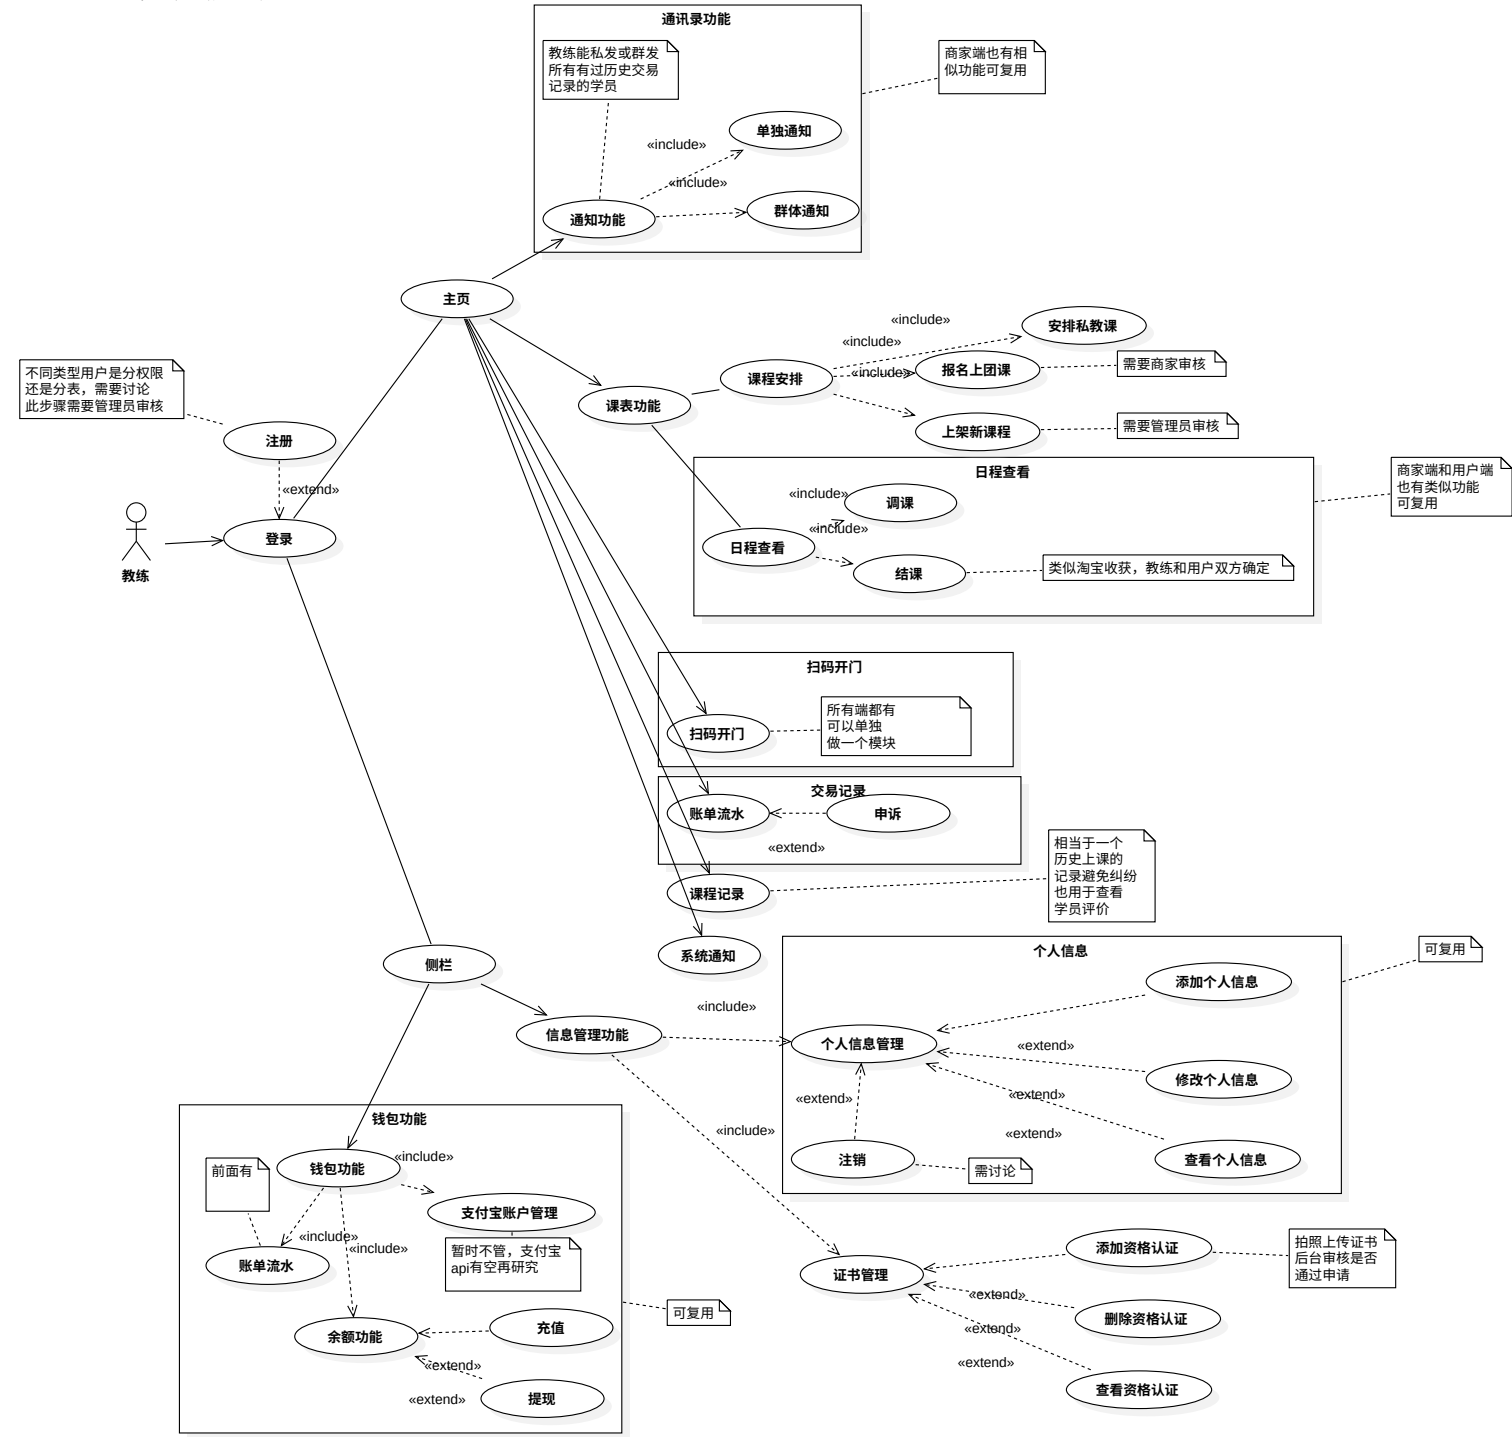 通讯录功能
教练能私发或群发
所有有过历史交易
记录的学员
商家端也有相
似功能可复用
单独通知
«include»
«include»
通知功能
群体通知
主页
«include»
安排私教课
«include»
不同类型用户是分权限
还是分表，需要讨论
此步骤需要管理员审核
课程安排
«include»
报名上团课
需要商家审核
课表功能
上架新课程
需要管理员审核
注册
日程查看
商家端和用户端
也有类似功能
可复用
«extend»
«include»
调课
«include»
登录
日程查看
教练
结课
类似淘宝收获，教练和用户双方确定
扫码开门
所有端都有
可以单独
做一个模块
扫码开门
交易记录
账单流水
申诉
«extend»
相当于一个
历史上课的
记录避免纠纷
也用于查看
学员评价
课程记录
系统通知
个人信息
可复用
侧栏
添加个人信息
«include»
信息管理功能
个人信息管理
«extend»
修改个人信息
«extend»
«extend»
«extend»
«include»
注销
需讨论
查看个人信息
钱包功能
前面有
钱包功能
«include»
支付宝账户管理
«include»
«include»
暂时不管，支付宝
api有空再研究
账单流水
证书管理
添加资格认证
拍照上传证书
后台审核是否
通过申请
«extend»
可复用
余额功能
充值
«extend»
删除资格认证
«extend»
«extend»
«extend»
提现
查看资格认证